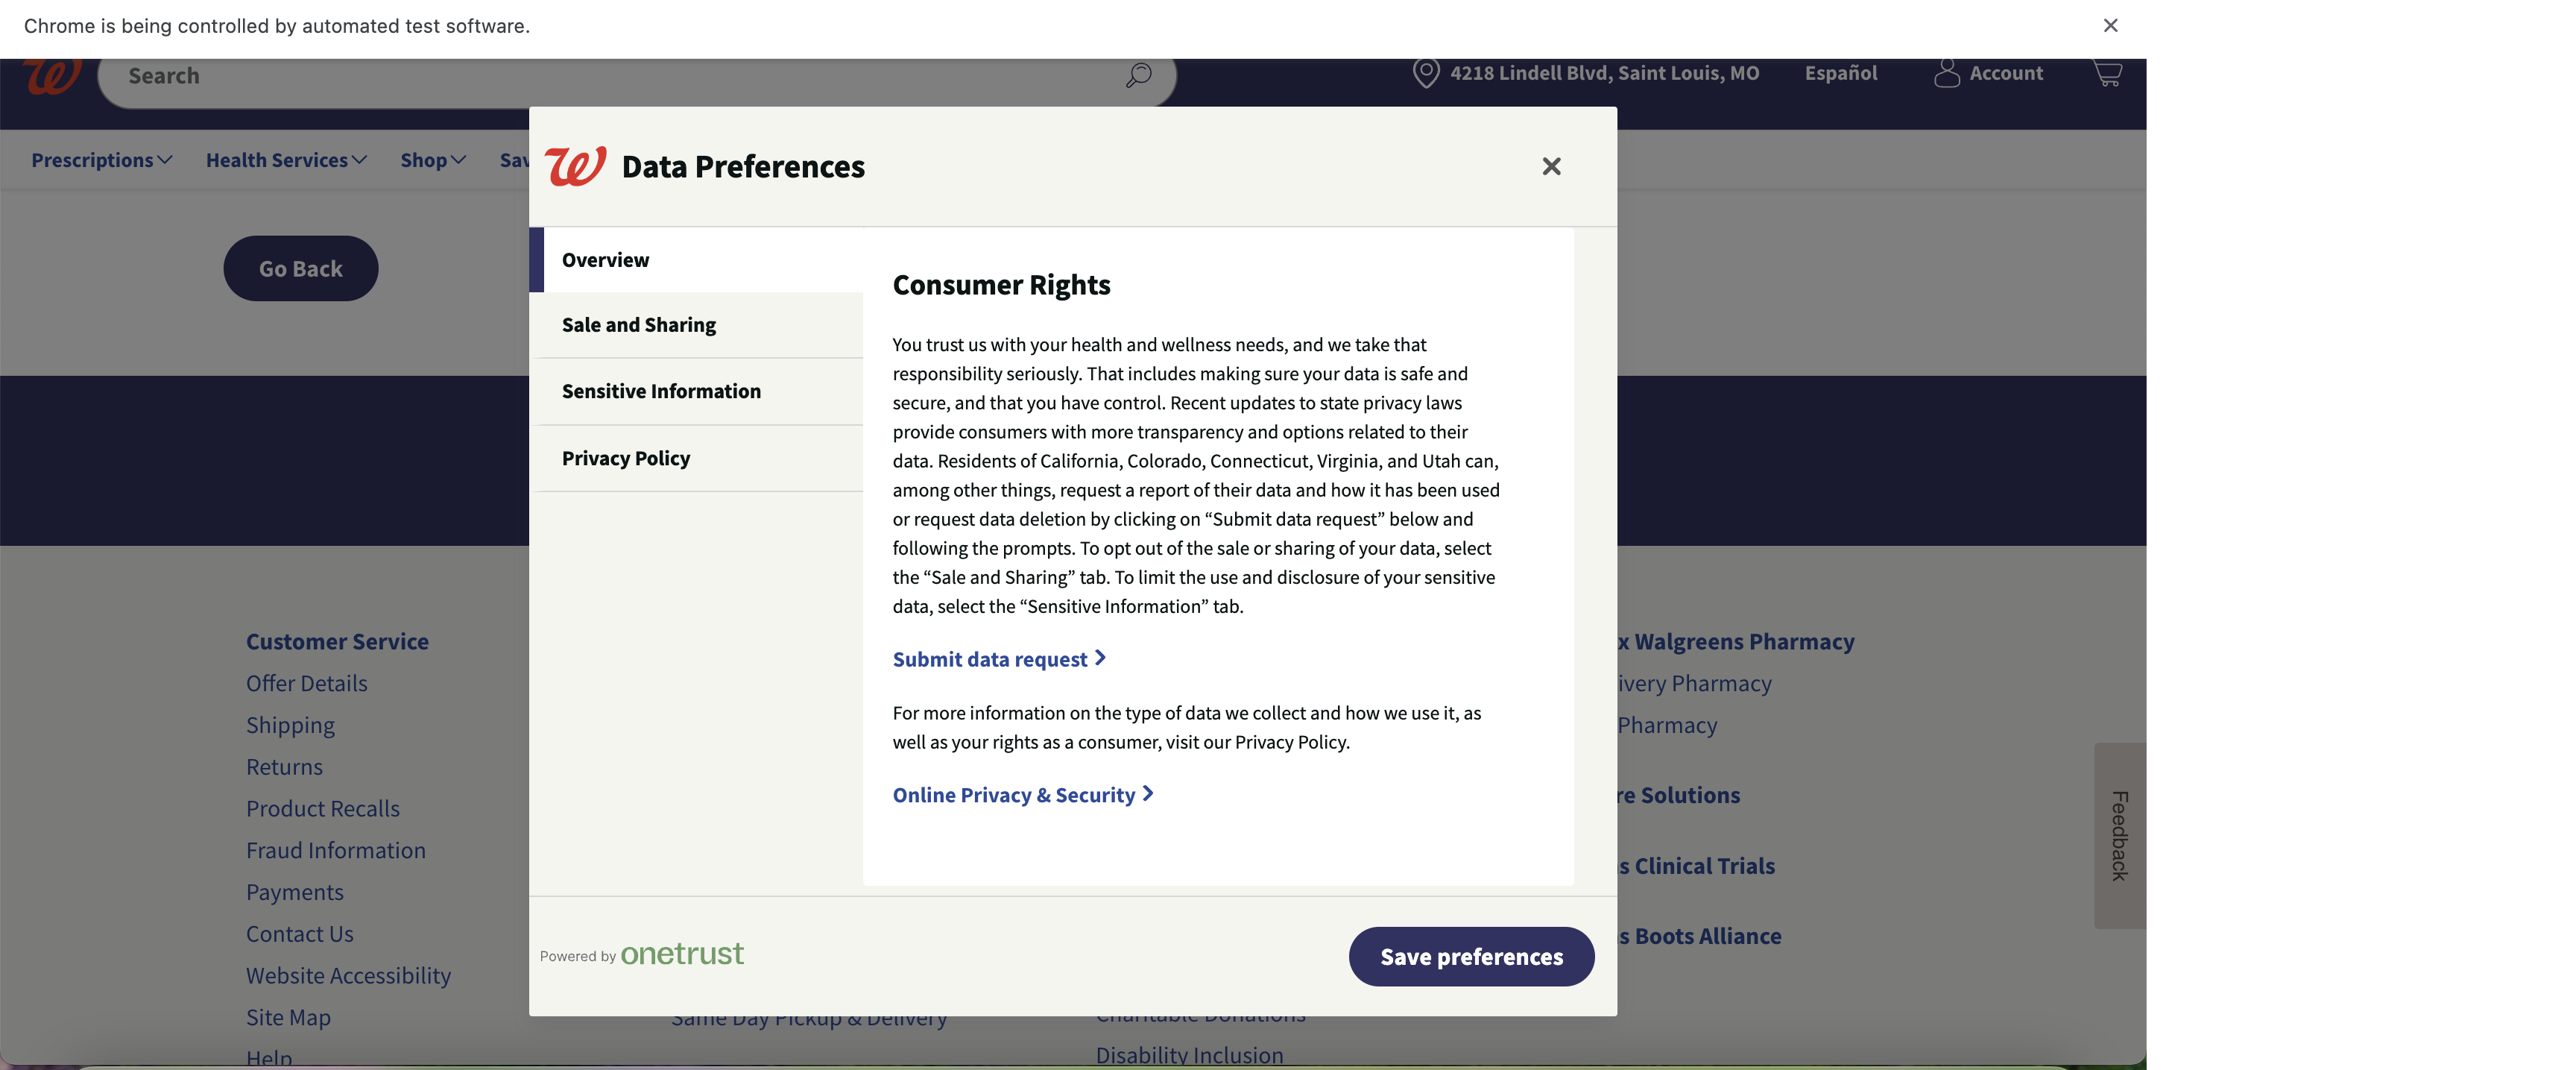 Chrome is being controlled by automated test software.
Search
4218 Lindell Blvd, Saint Louis, MO
Español
Account
Prescriptions
Health Services
Shop
Sav
Go Back
Data Preferences
Overview
Sale and Sharing
Sensitive Information
Privacy Policy
Consumer Rights
You trust us with your health and wellness needs, and we take that
responsibility seriously. That includes making sure your data is safe and
secure, and that you have control. Recent updates to state privacy laws
provide consumers with more transparency and options related to their
data. Residents of California, Colorado, Connecticut, Virginia, and Utah can,
among other things, request a report of their data and how it has been used
or request data deletion by clicking on “Submit data request” below and
following the prompts. To opt out of the sale or sharing of your data, select
the “Sale and Sharing” tab. To limit the use and disclosure of your sensitive
data, select the “Sensitive Information” tab.
Submit data request
For more information on the type of data we collect and how we use it, as
well as your rights as a consumer, visit our Privacy Policy.
Online Privacy & Security
Powered by onetrust
Save preferences
Customer Service
Offer Details
Shipping
Returns
Product Recalls
Fraud Information
Payments
Contact Us
Website Accessibility
Site Map
Help
Same Day Pickup & Delivery
Charitable Donations
Disability Inclusion
x Walgreens Pharmacy
ivery Pharmacy
Pharmacy
re Solutions
s Clinical Trials
s Boots Alliance
Feedback